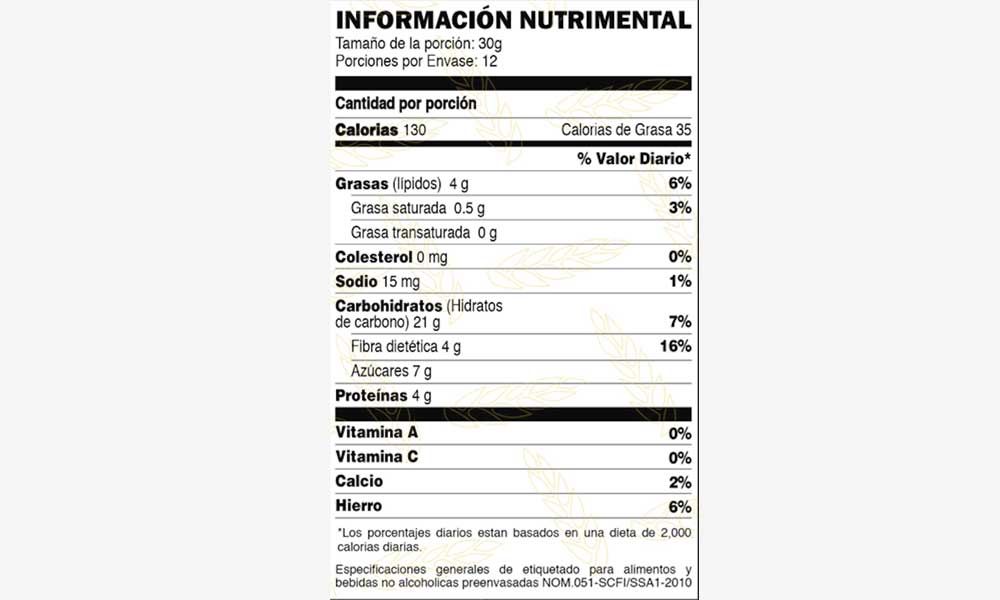 INFORMACIÓN NUTRIMENTAL
Tamaño de la porción: 30g
Porciones por Envase: 12
Cantidad por porción
Calorias 130 Calorias de Grasa 35
% Valor Diario*
Grasas (lípidos) 4 g 6%
Grasa saturada 0.5 g 3%
Grasa transaturada 0 g
Colesterol 0 mg 0%
Sodio 15 mg 1%
Carbohidratos (Hidratos
de carbono) 21 g 7%
Fibra dietética 4 g 16%
Azúcares 7 g
Proteínas 4 g
Vitamina A 0%
Vitamina C 0%
Calcio 2%
Hierro 6%
*Los porcentajes diarios estan basados en una dieta de 2,000
calorias diarias.
Especificaciones generales de etiquetado para alimentos y
bebidas no alcoholicas preenvasadas NOM.051-SCFI/SSA1-2010